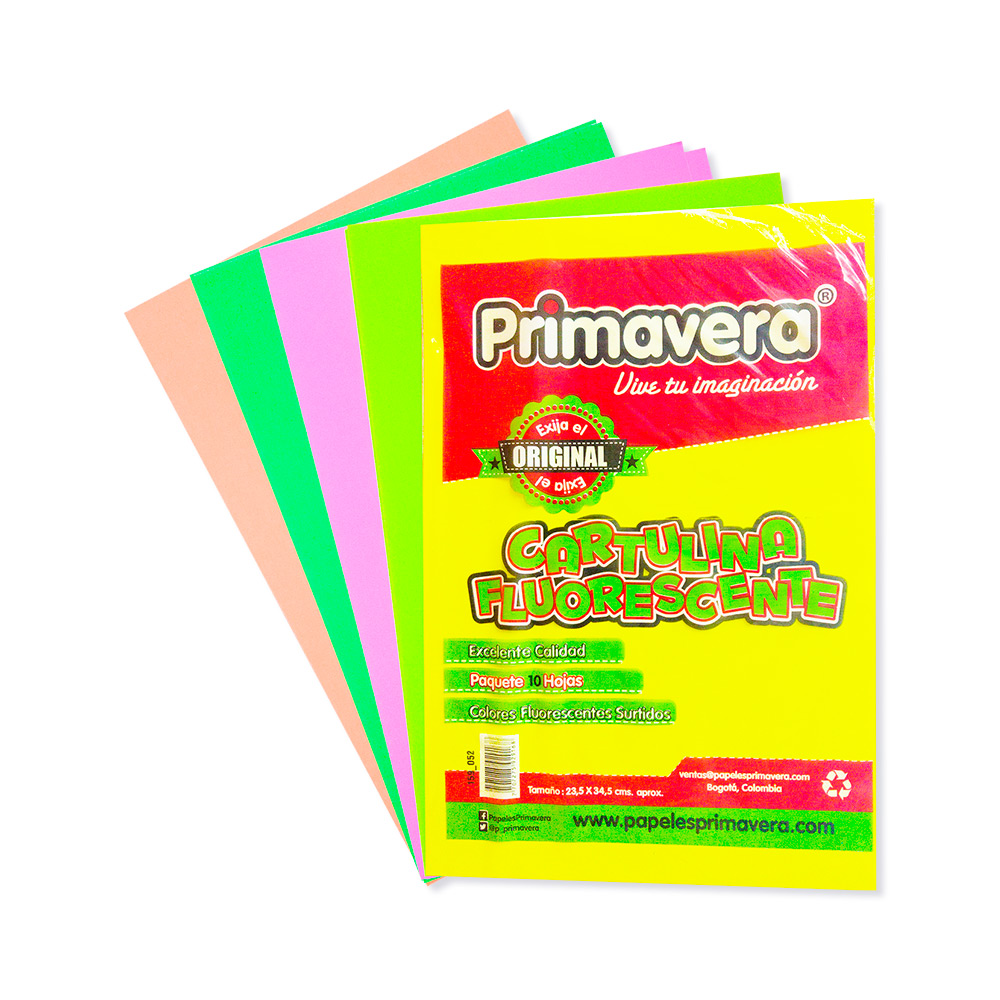 Primavera®
Vive tu imaginación
Exija el
ORIGINAL
Exija el
CARTULINA
FLUORESCENTE
Excelente Calidad
Paquete 10 Hojas
Colores Fluorescentes Surtidos
153_052
ventas@papelesprimavera.com
Bogotá, Colombia
Tamaño: 23,5 X 34,5 cms. aprox.
PapelesPrimavera
@p_primavera
www.papelesprimavera.com